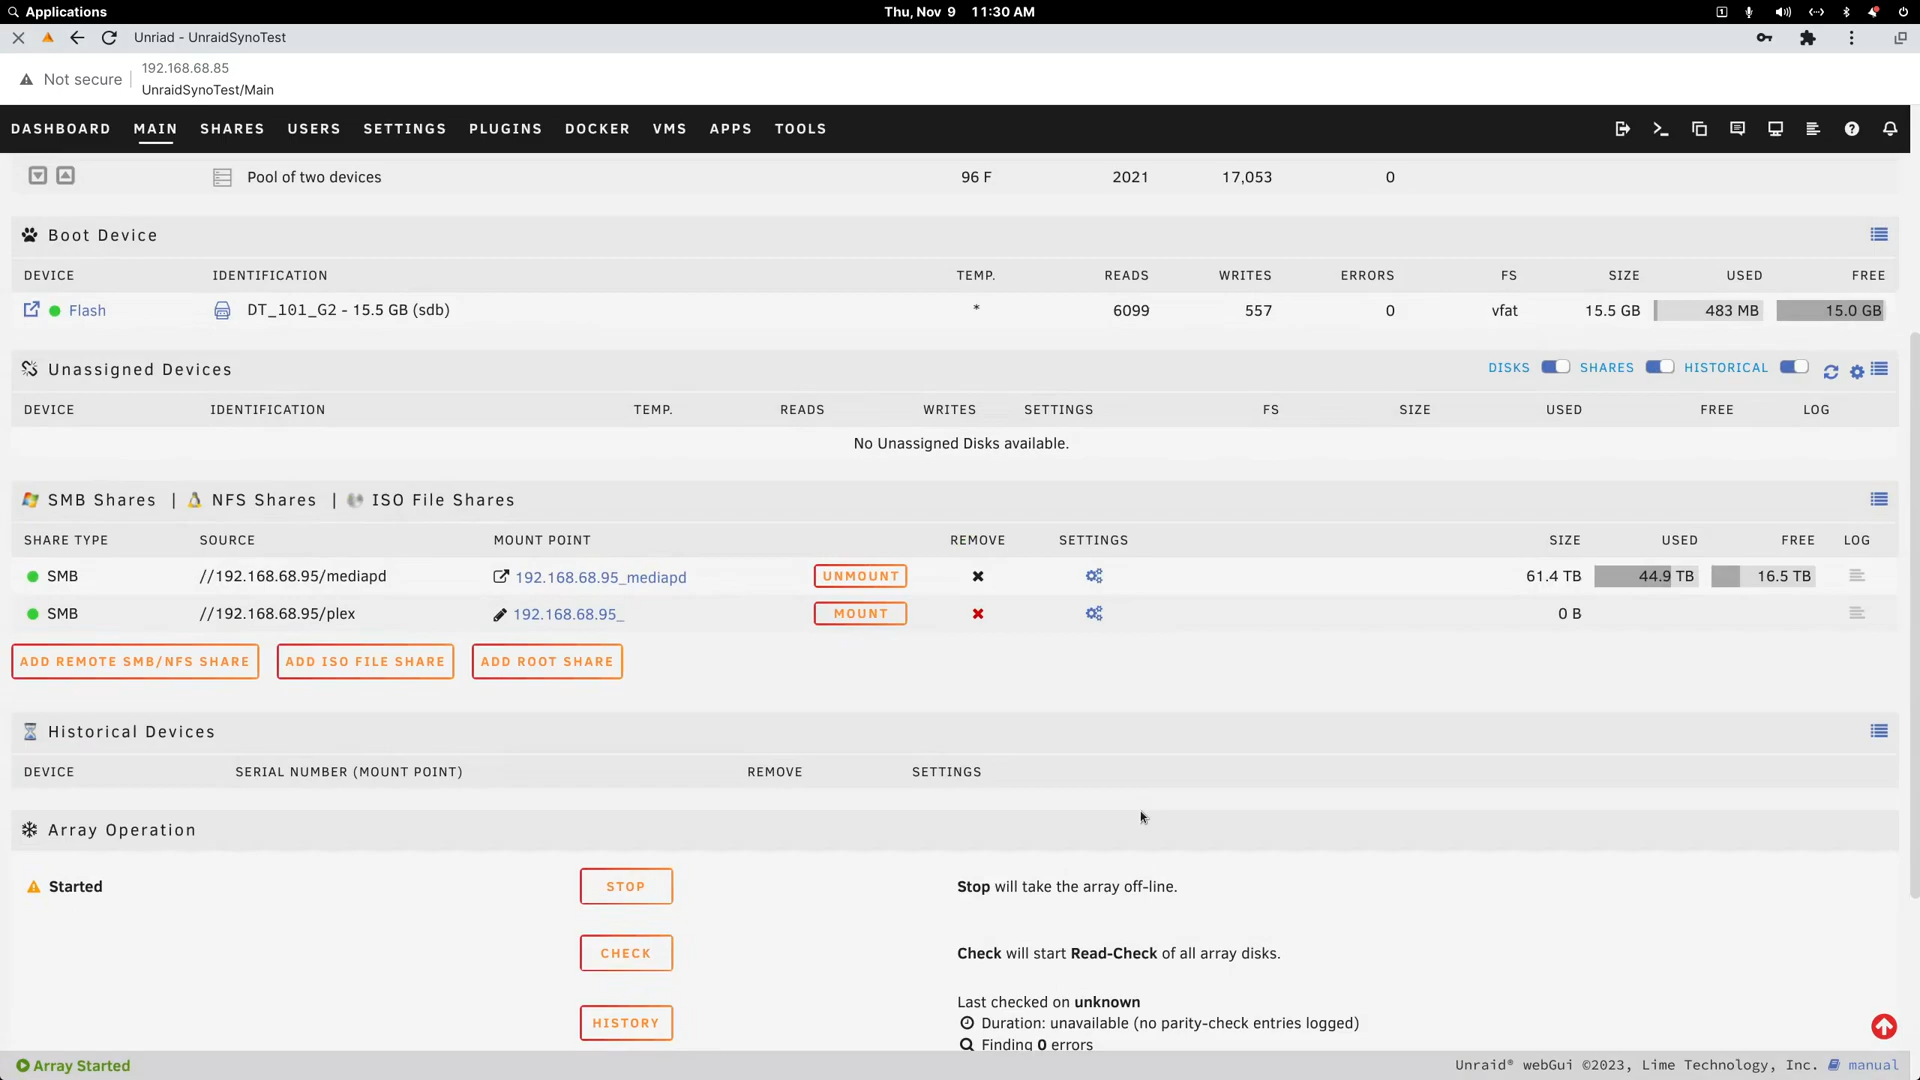 Applications
Thu, Nov 9 11:30 AM
Unriad - UnraidSynoTest
Not secure
192.168.68.85
UnraidSynoTest/Main
DASHBOARD MAIN SHARES USERS SETTINGS PLUGINS DOCKER VMS APPS TOOLS
Pool of two devices 96 F 2021 17,053 0
Boot Device
DEVICE IDENTIFICATION TEMP. READS WRITES ERRORS FS SIZE USED FREE
Flash DT_101_G2 - 15.5 GB (sdb) * 6099 557 0 vfat 15.5 GB 483 MB 15.0 GB
Unassigned Devices DISKS SHARES HISTORICAL
DEVICE IDENTIFICATION TEMP. READS WRITES SETTINGS FS SIZE USED FREE LOG
No Unassigned Disks available.
SMB Shares | NFS Shares | ISO File Shares
SHARE TYPE SOURCE MOUNT POINT REMOVE SETTINGS SIZE USED FREE LOG
SMB //192.168.68.95/mediapd 192.168.68.95_mediapd UNMOUNT 61.4 TB 44.9 TB 16.5 TB
SMB //192.168.68.95/plex 192.168.68.95_ MOUNT 0 B
ADD REMOTE SMB/NFS SHARE ADD ISO FILE SHARE ADD ROOT SHARE
Historical Devices
DEVICE SERIAL NUMBER (MOUNT POINT) REMOVE SETTINGS
Array Operation
Started STOP Stop will take the array off-line.
CHECK Check will start Read-Check of all array disks.
Last checked on unknown
HISTORY Duration: unavailable (no parity-check entries logged)
Finding 0 errors
Array Started Unraid® webGui ©2023, Lime Technology, Inc. manual